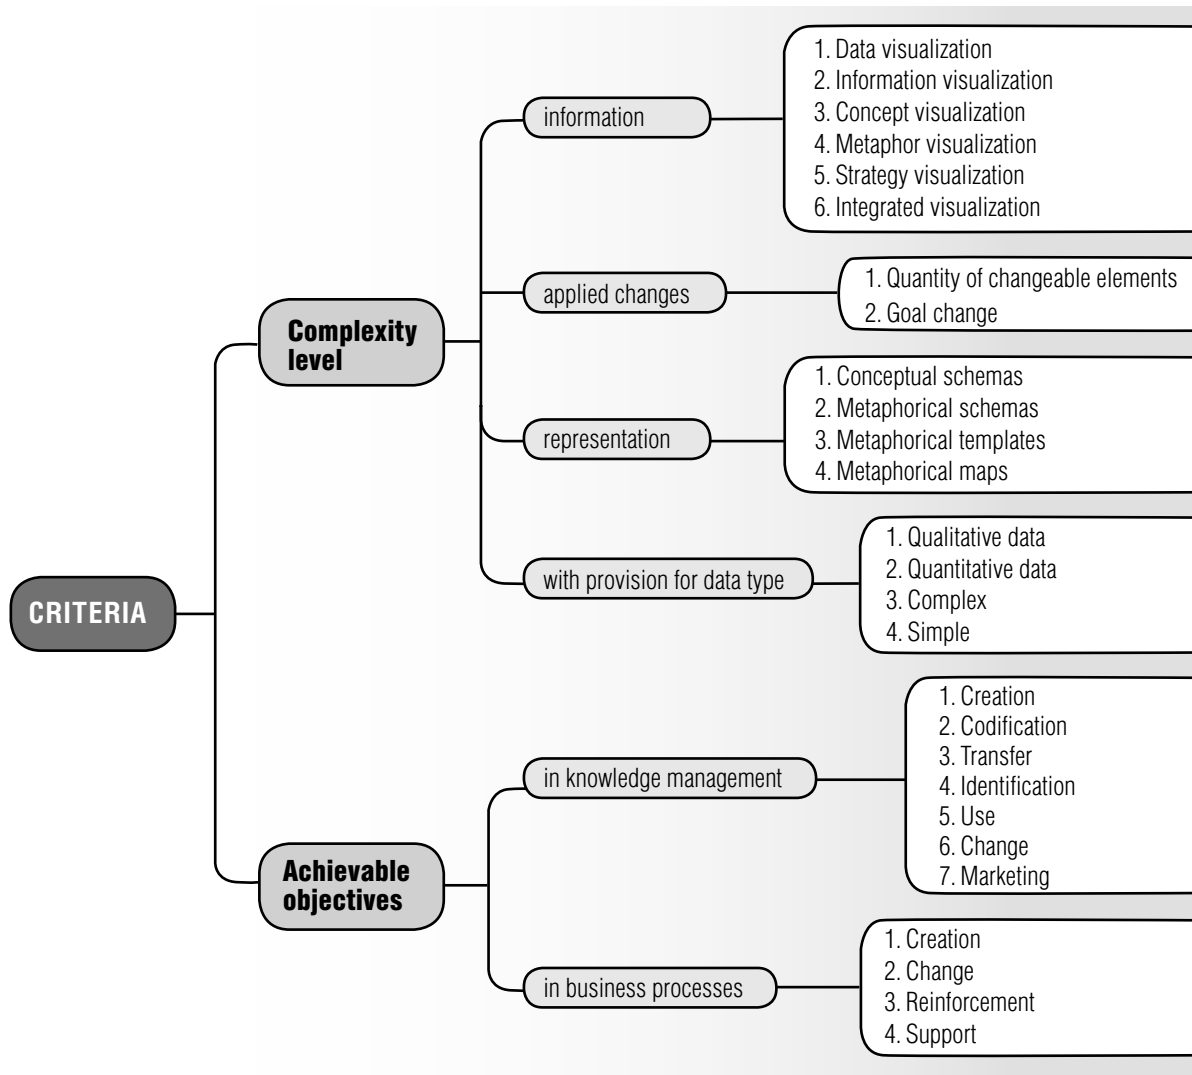 CRITERIA
Complexity
level
information
1. Data visualization
2. Information visualization
3. Concept visualization
4. Metaphor visualization
5. Strategy visualization
6. Integrated visualization
applied changes
1. Quantity of changeable elements
2. Goal change
representation
1. Conceptual schemas
2. Metaphorical schemas
3. Metaphorical templates
4. Metaphorical maps
with provision for data type
1. Qualitative data
2. Quantitative data
3. Complex
4. Simple
Achievable
objectives
in knowledge management
1. Creation
2. Codification
3. Transfer
4. Identification
5. Use
6. Change
7. Marketing
in business processes
1. Creation
2. Change
3. Reinforcement
4. Support